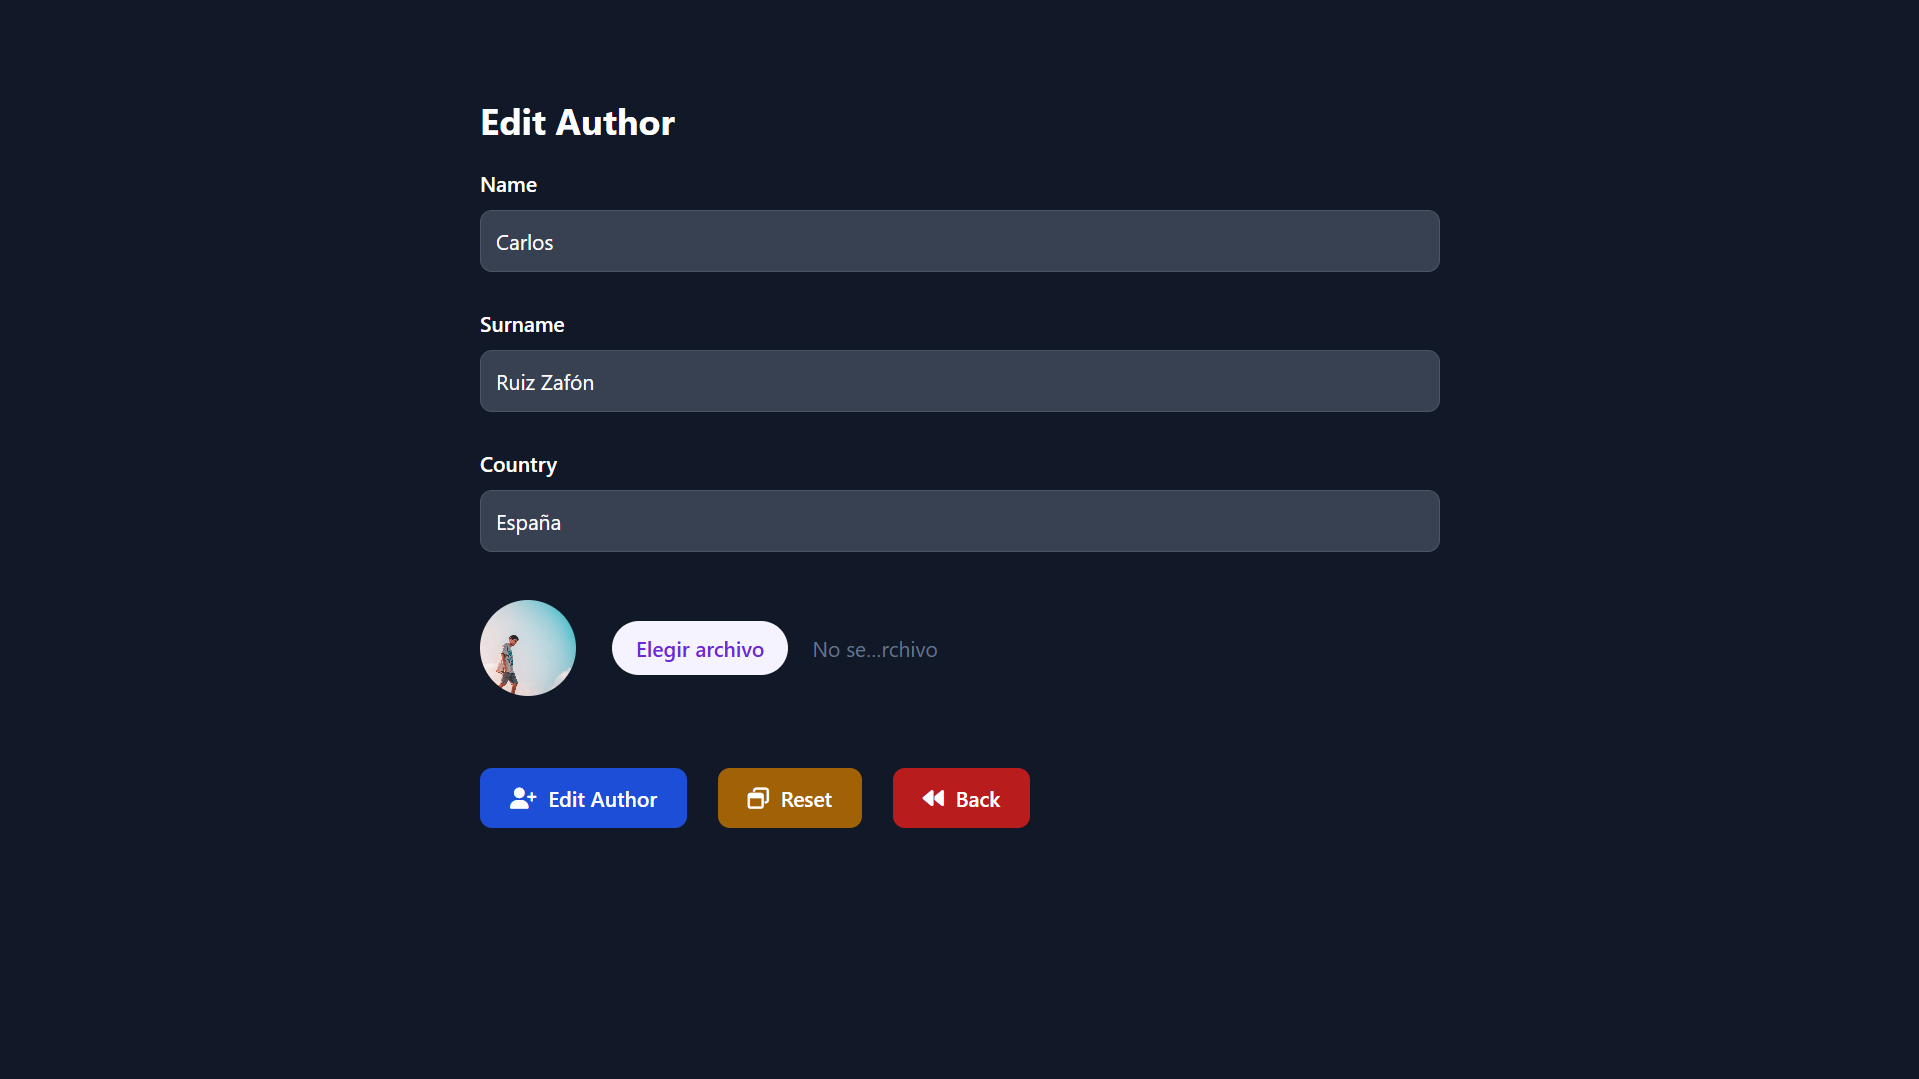 Edit Author
Name
Carlos
Surname
Ruiz Zafón
Country
España
Elegir archivo No se...rchivo
Edit Author Reset Back